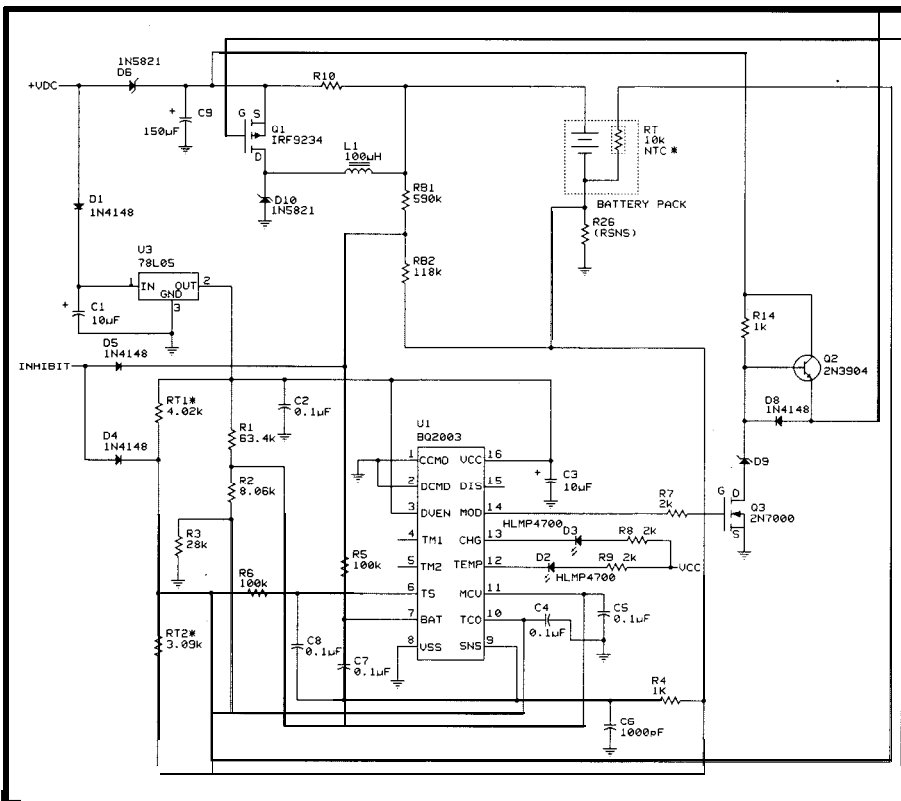 1N5821
D6
+VDC
R10
+
C9
150µF
G
S
D
Q1
IRF9234
L1
100µH
RT
10k
NTC*
D10
1N5821
RB1
590k
BATTERY PACK
R26
(RSNS)
D1
1N4148
RB2
118k
U3
78L05
1
IN
OUT
2
GND
3
+
C1
10µF
R14
1k
Q2
2N3904
D5
1N4148
INHIBIT
RT1*
4.02k
C2
0.1µF
D8
1N4148
D4
1N4148
R1
63.4k
U1
BQ2003
R2
8.06k
1
CCMD
VCC
16
2
DCMD
DIS
15
3
DVEN
MOD
14
4
TM1
CHG
13
5
TM2
TEMP
12
6
TS
MCV
11
7
BAT
TCO
10
8
VSS
SNS
9
+
C3
10µF
R7
2k
D9
G
D
S
Q3
2N7000
HLMP4700
D3
R8
2k
D2
R9
2k
HLMP4700
VCC
R3
28k
R5
100k
R6
100k
C4
0.1µF
C5
0.1µF
RT2*
3.09k
C8
0.1µF
C7
0.1µF
R4
1K
C6
1000pF